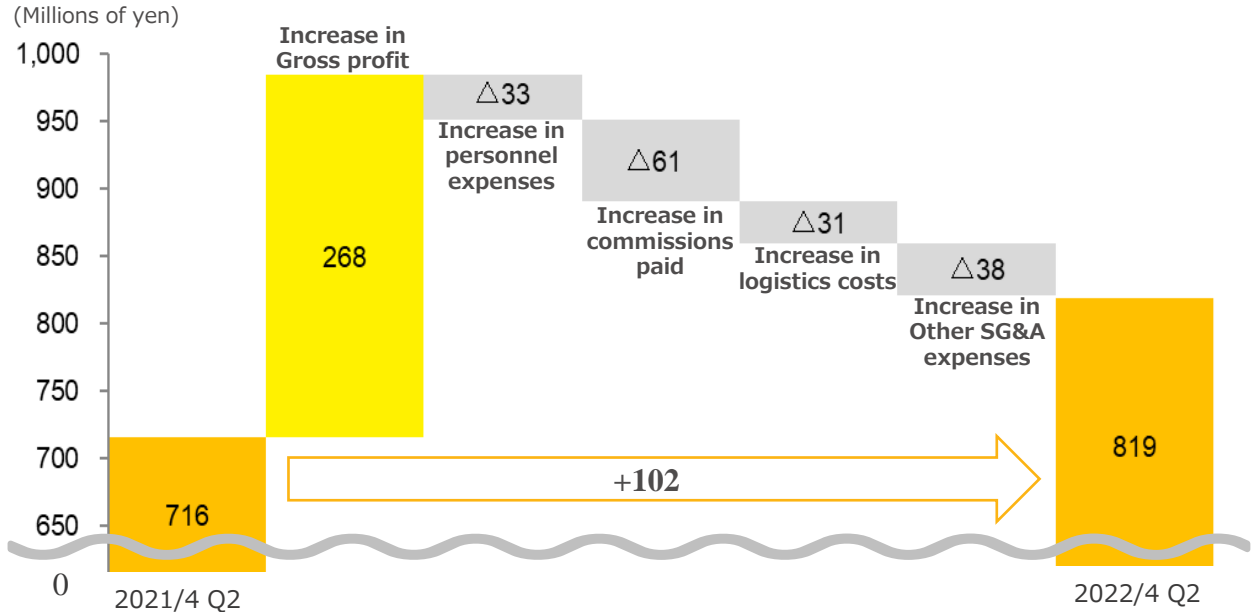 (Millions of yen)
1,000
950
900
850
800
750
700
650
0
Increase in
Gross profit
268
△33
Increase in
personnel
expenses
△61
Increase in
commissions
paid
△31
Increase in
logistics costs
△38
Increase in
Other SG&A
expenses
716
+102
819
2021/4 Q2
2022/4 Q2